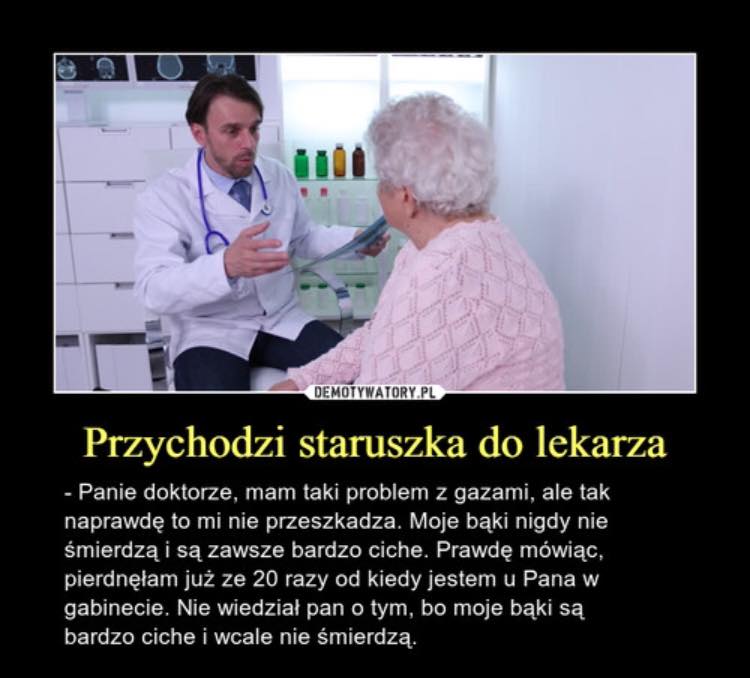 DEMOTYWATORY.PL
Przychodzi staruszka do lekarza
- Panie doktorze, mam taki problem z gazami, ale tak
naprawdę to mi nie przeszkadza. Moje bąki nigdy nie
śmierdzą i są zawsze bardzo ciche. Prawdę mówiąc,
pierdnęłam już ze 20 razy od kiedy jestem u Pana w
gabinecie. Nie wiedział pan o tym, bo moje bąki są
bardzo ciche i wcale nie śmierdzą.